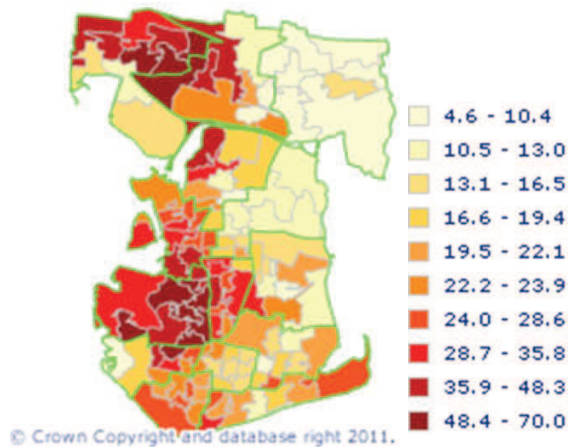 4.6 - 10.4
10.5 - 13.0
13.1 - 16.5
16.6 - 19.4
19.5 - 22.1
22.2 - 23.9
24.0 - 28.6
28.7 - 35.8
35.9 - 48.3
48.4 - 70.0
© Crown Copyright and database right 2011.